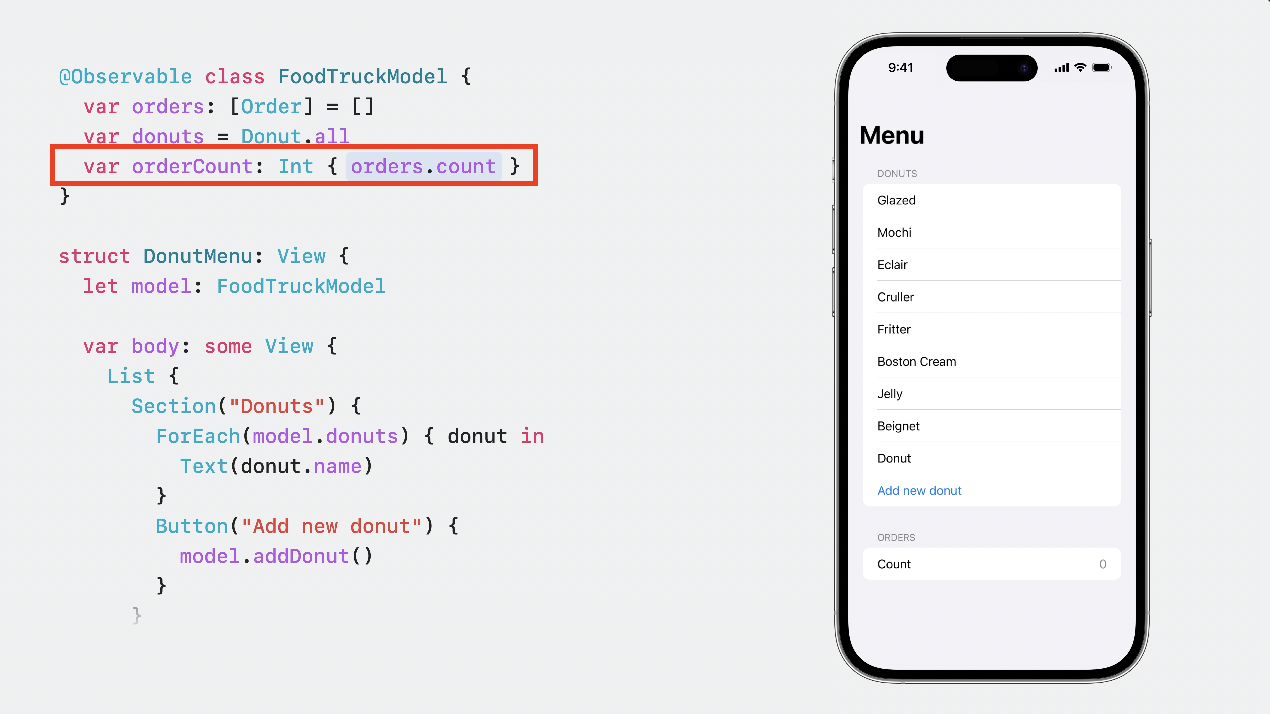 @Observable class FoodTruckModel {
var orders: [Order] = []
var donuts = Donut.all
var orderCount: Int { orders.count }
}
struct DonutMenu: View {
let model: FoodTruckModel
var body: some View {
List {
Section("Donuts") {
ForEach(model.donuts) { donut in
Text(donut.name)
}
Button("Add new donut") {
model.addDonut()
}
}
9:41
Menu
DONUTS
Glazed
Mochi
Eclair
Cruller
Fritter
Boston Cream
Jelly
Beignet
Donut
Add new donut
ORDERS
Count 0